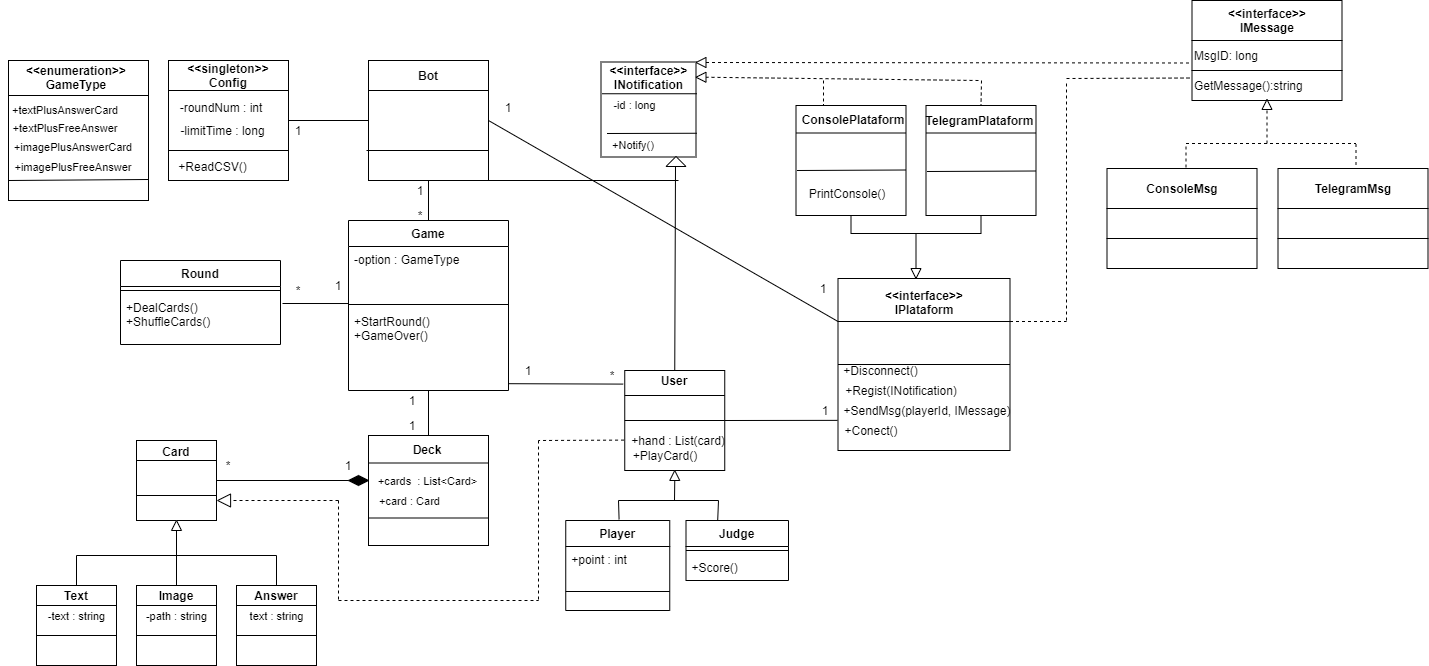 <<enumeration>>
GameType
+textPlusAnswerCard
+textPlusFreeAnswer
+imagePlusAnswerCard
+imagePlusFreeAnswer
<<singleton>>
Config
-roundNum : int
-limitTime : long
+ReadCSV()
1
Bot
1
1
*
<<interface>>
INotification
-id : long
+Notify()
ConsolePlataform
PrintConsole()
TelegramPlataform
<<interface>>
IMessage
MsgID: long
GetMessage():string
ConsoleMsg
TelegramMsg
Round
+DealCards()
+ShuffleCards()
*
1
Game
-option : GameType
+StartRound()
+GameOver()
1
*
1
1
1
<<interface>>
IPlataform
+Disconnect()
+Regist(INotification)
+SendMsg(playerId, IMessage)
+Conect()
1
User
+hand : List(card)
+PlayCard()
Card
*
1
Deck
+cards : List<Card>
+card : Card
Player
+point : int
Judge
+Score()
Text
-text : string
Image
-path : string
Answer
text : string